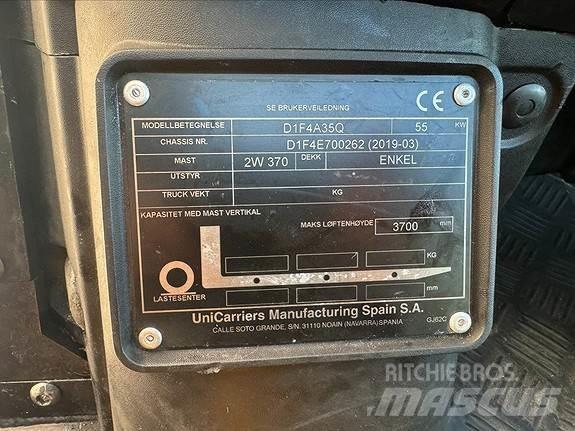 SE BRUKERVEILEDNING CE
MODELLBETEGNELSE D1F4A35Q 55 KW
CHASSIS NR. D1F4E700262 (2019-03)
MAST 2W 370 DEKK ENKEL
UTSTYR
TRUCK VEKT KG
KAPASITET MED MAST VERTIKAL
MAKS LØFTENHØYDE 3700 mm
KG
LASTESENTER mm
UniCarriers Manufacturing Spain S.A.
CALLE SOTO GRANDE, S/N. 31110 NOAIN (NAVARRA) SPANIA GJ62C
RITCHIE BROS.
MASCUS